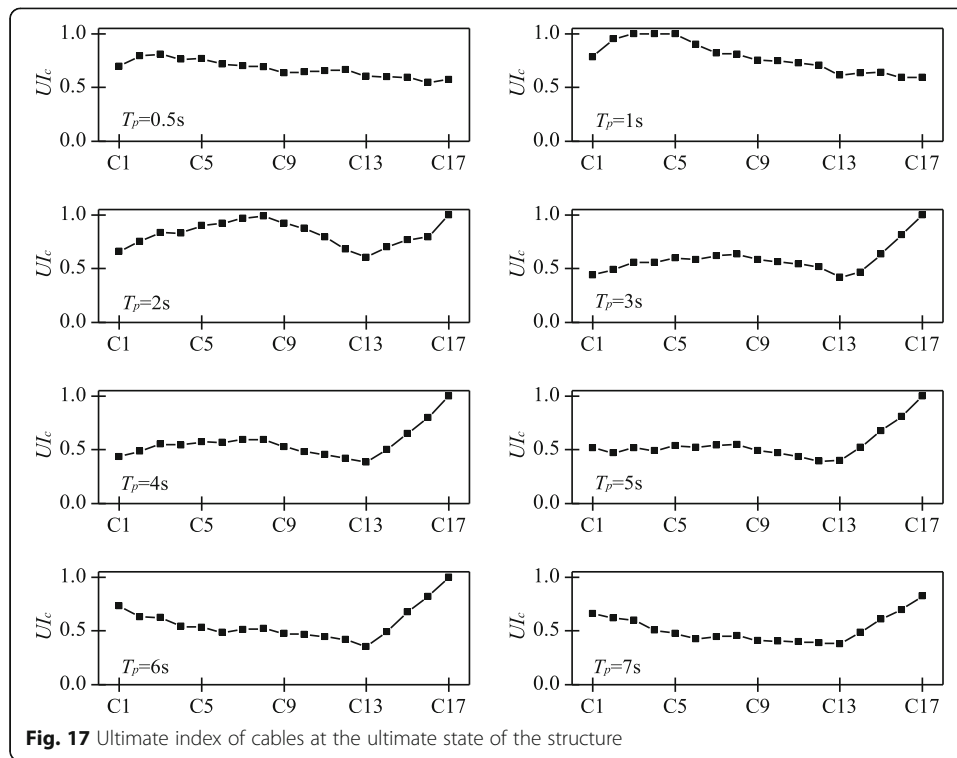 1.0
0.5
0.0
UIc
Tp=0.5s
C1 C5 C9 C13 C17
1.0
0.5
0.0
UIc
Tp=1s
C1 C5 C9 C13 C17
1.0
0.5
0.0
UIc
Tp=2s
C1 C5 C9 C13 C17
1.0
0.5
0.0
UIc
Tp=3s
C1 C5 C9 C13 C17
1.0
0.5
0.0
UIc
Tp=4s
C1 C5 C9 C13 C17
1.0
0.5
0.0
UIc
Tp=5s
C1 C5 C9 C13 C17
1.0
0.5
0.0
UIc
Tp=6s
C1 C5 C9 C13 C17
1.0
0.5
0.0
UIc
Tp=7s
C1 C5 C9 C13 C17
Fig. 17 Ultimate index of cables at the ultimate state of the structure